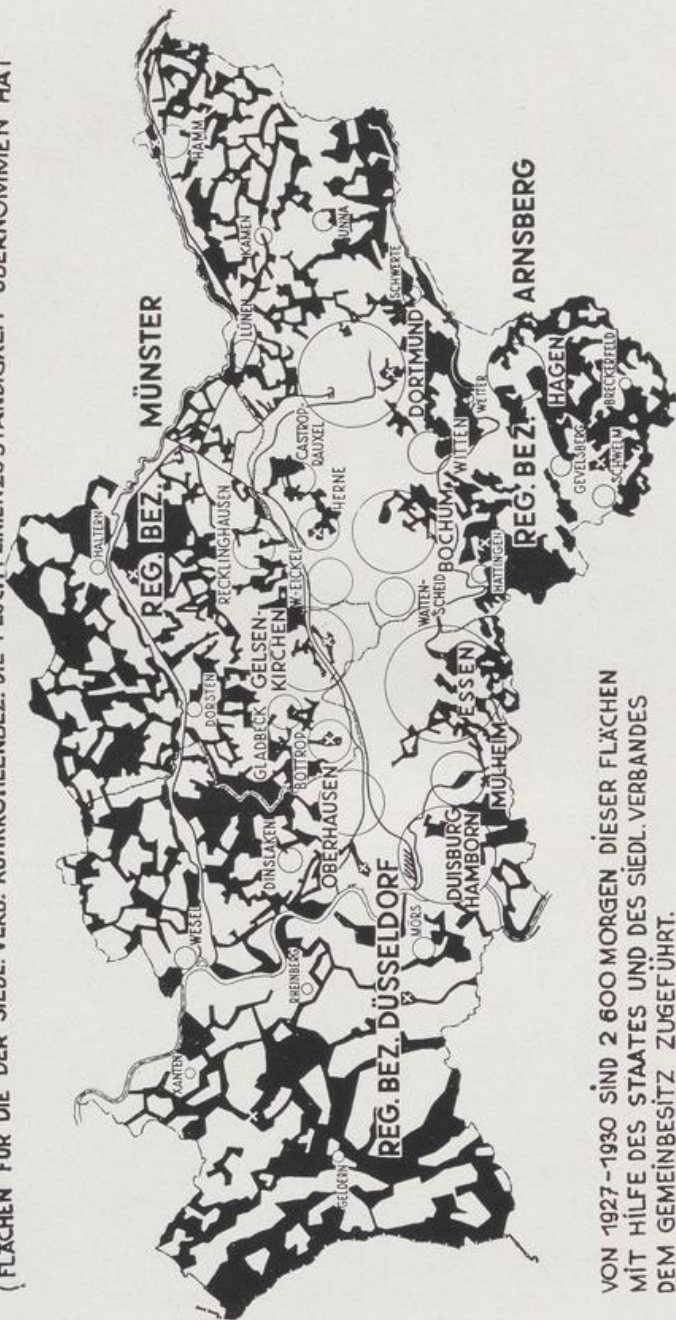 (FLÄCHEN FÜR DIE DER SIEDL. VERB. RUHRKOHLENBEZ. DIE FLUCHTLINIENZUSTÄNDIGKEIT ÜBERNOMMEN HAT
MÜNSTER
REG. BEZ.
HALTERN
HAMM
LÜNEN
KAMEN
UNNA
WESEL
DORSTEN
RECKLINGHAUSEN
XANTEN
DINSLAKEN
GLADBECK
BOTTROP
GELSEN-
KIRCHEN
W-EICKEL
HERNE
CASTROP-
RAUXEL
RHEINBERG
OBERHAUSEN
DORTMUND
SCHWERTE
GELDERN
REG. BEZ. DÜSSELDORF
MÖRS
DUISBURG
HAMBORN
MÜLHEIM
ESSEN
WATTEN-
SCHEID
BOCHUM
WITTEN
WETTER
HATTINGEN
REG. BEZ. ARNSBERG
HAGEN
GEVELSBERG
SCHWELM
BRECKERFELD
VON 1927-1930 SIND 2 600 MORGEN DIESER FLÄCHEN
MIT HILFE DES STAATES UND DES SIEDL. VERBANDES
DEM GEMEINBESITZ ZUGEFÜHRT.